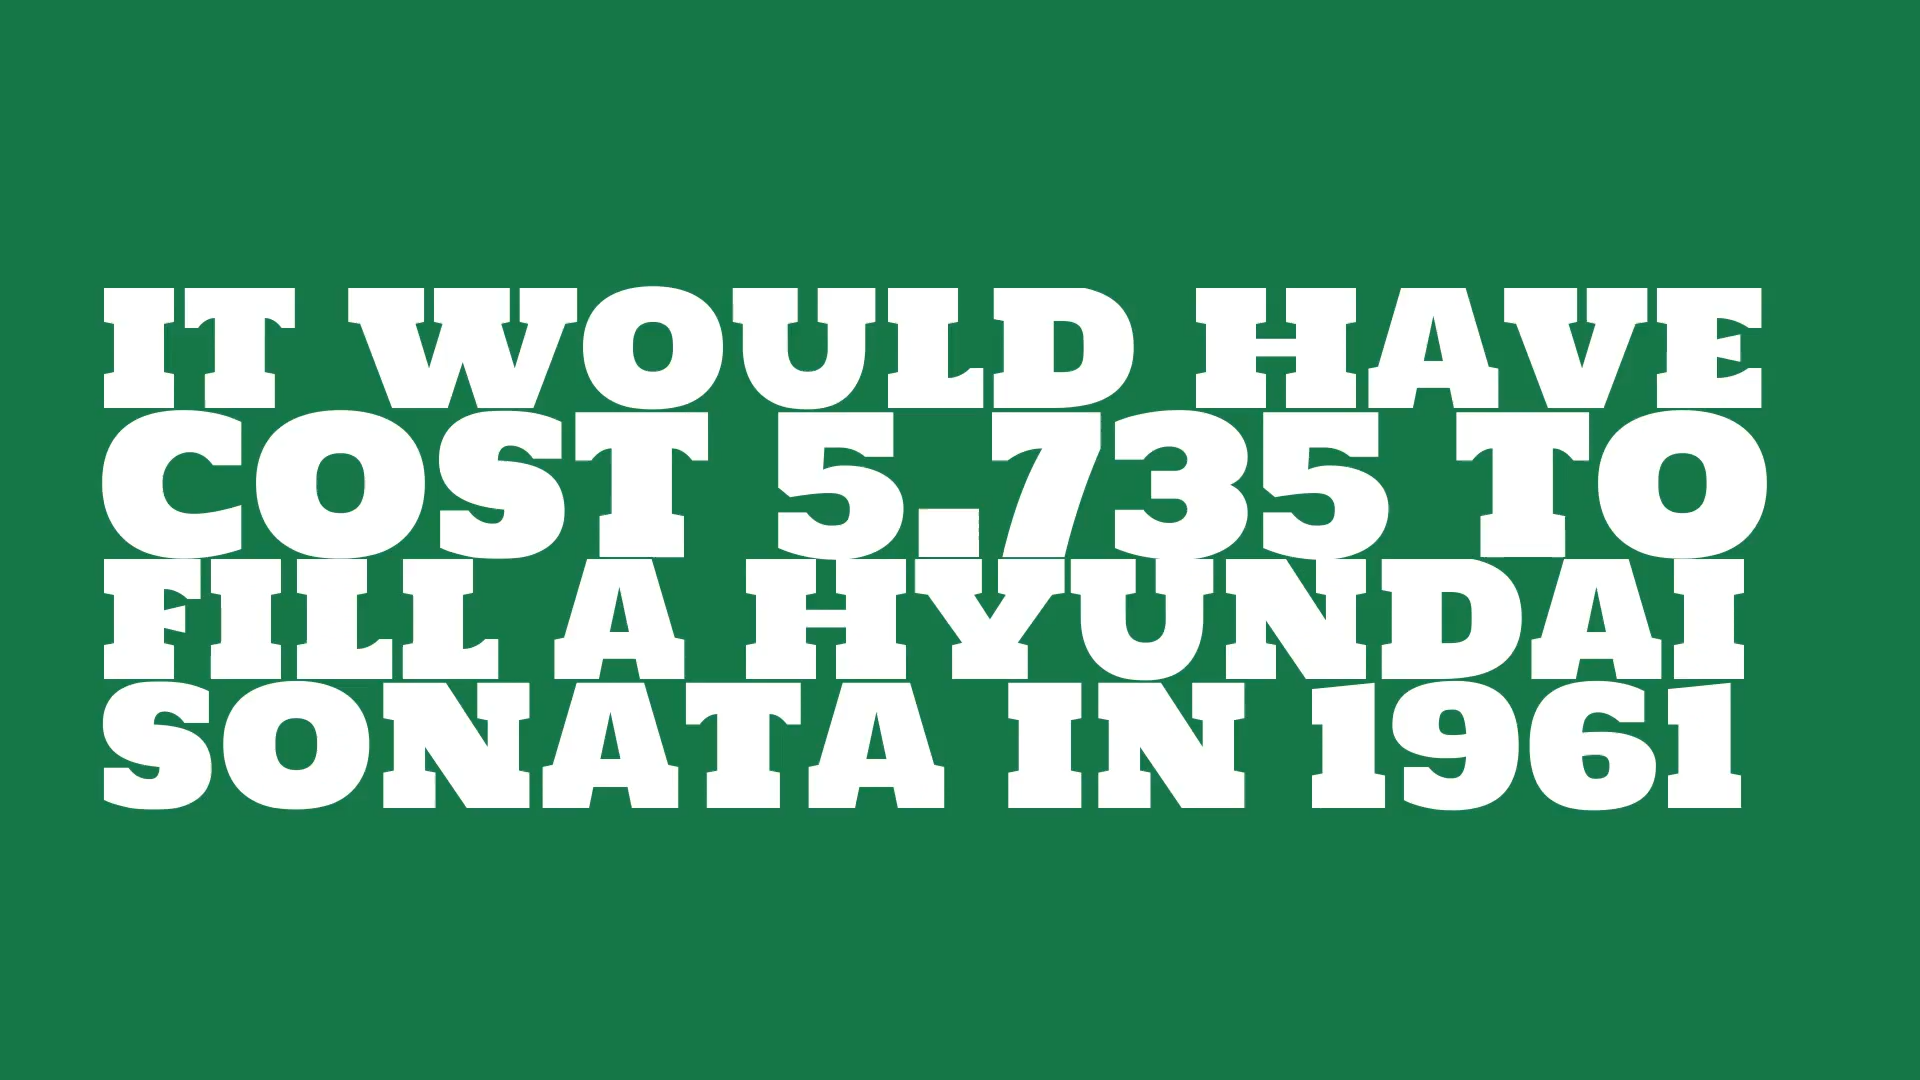 IT WOULD HAVE
COST 5.735 TO
FILL A HYUNDAI
SONATA IN 1961